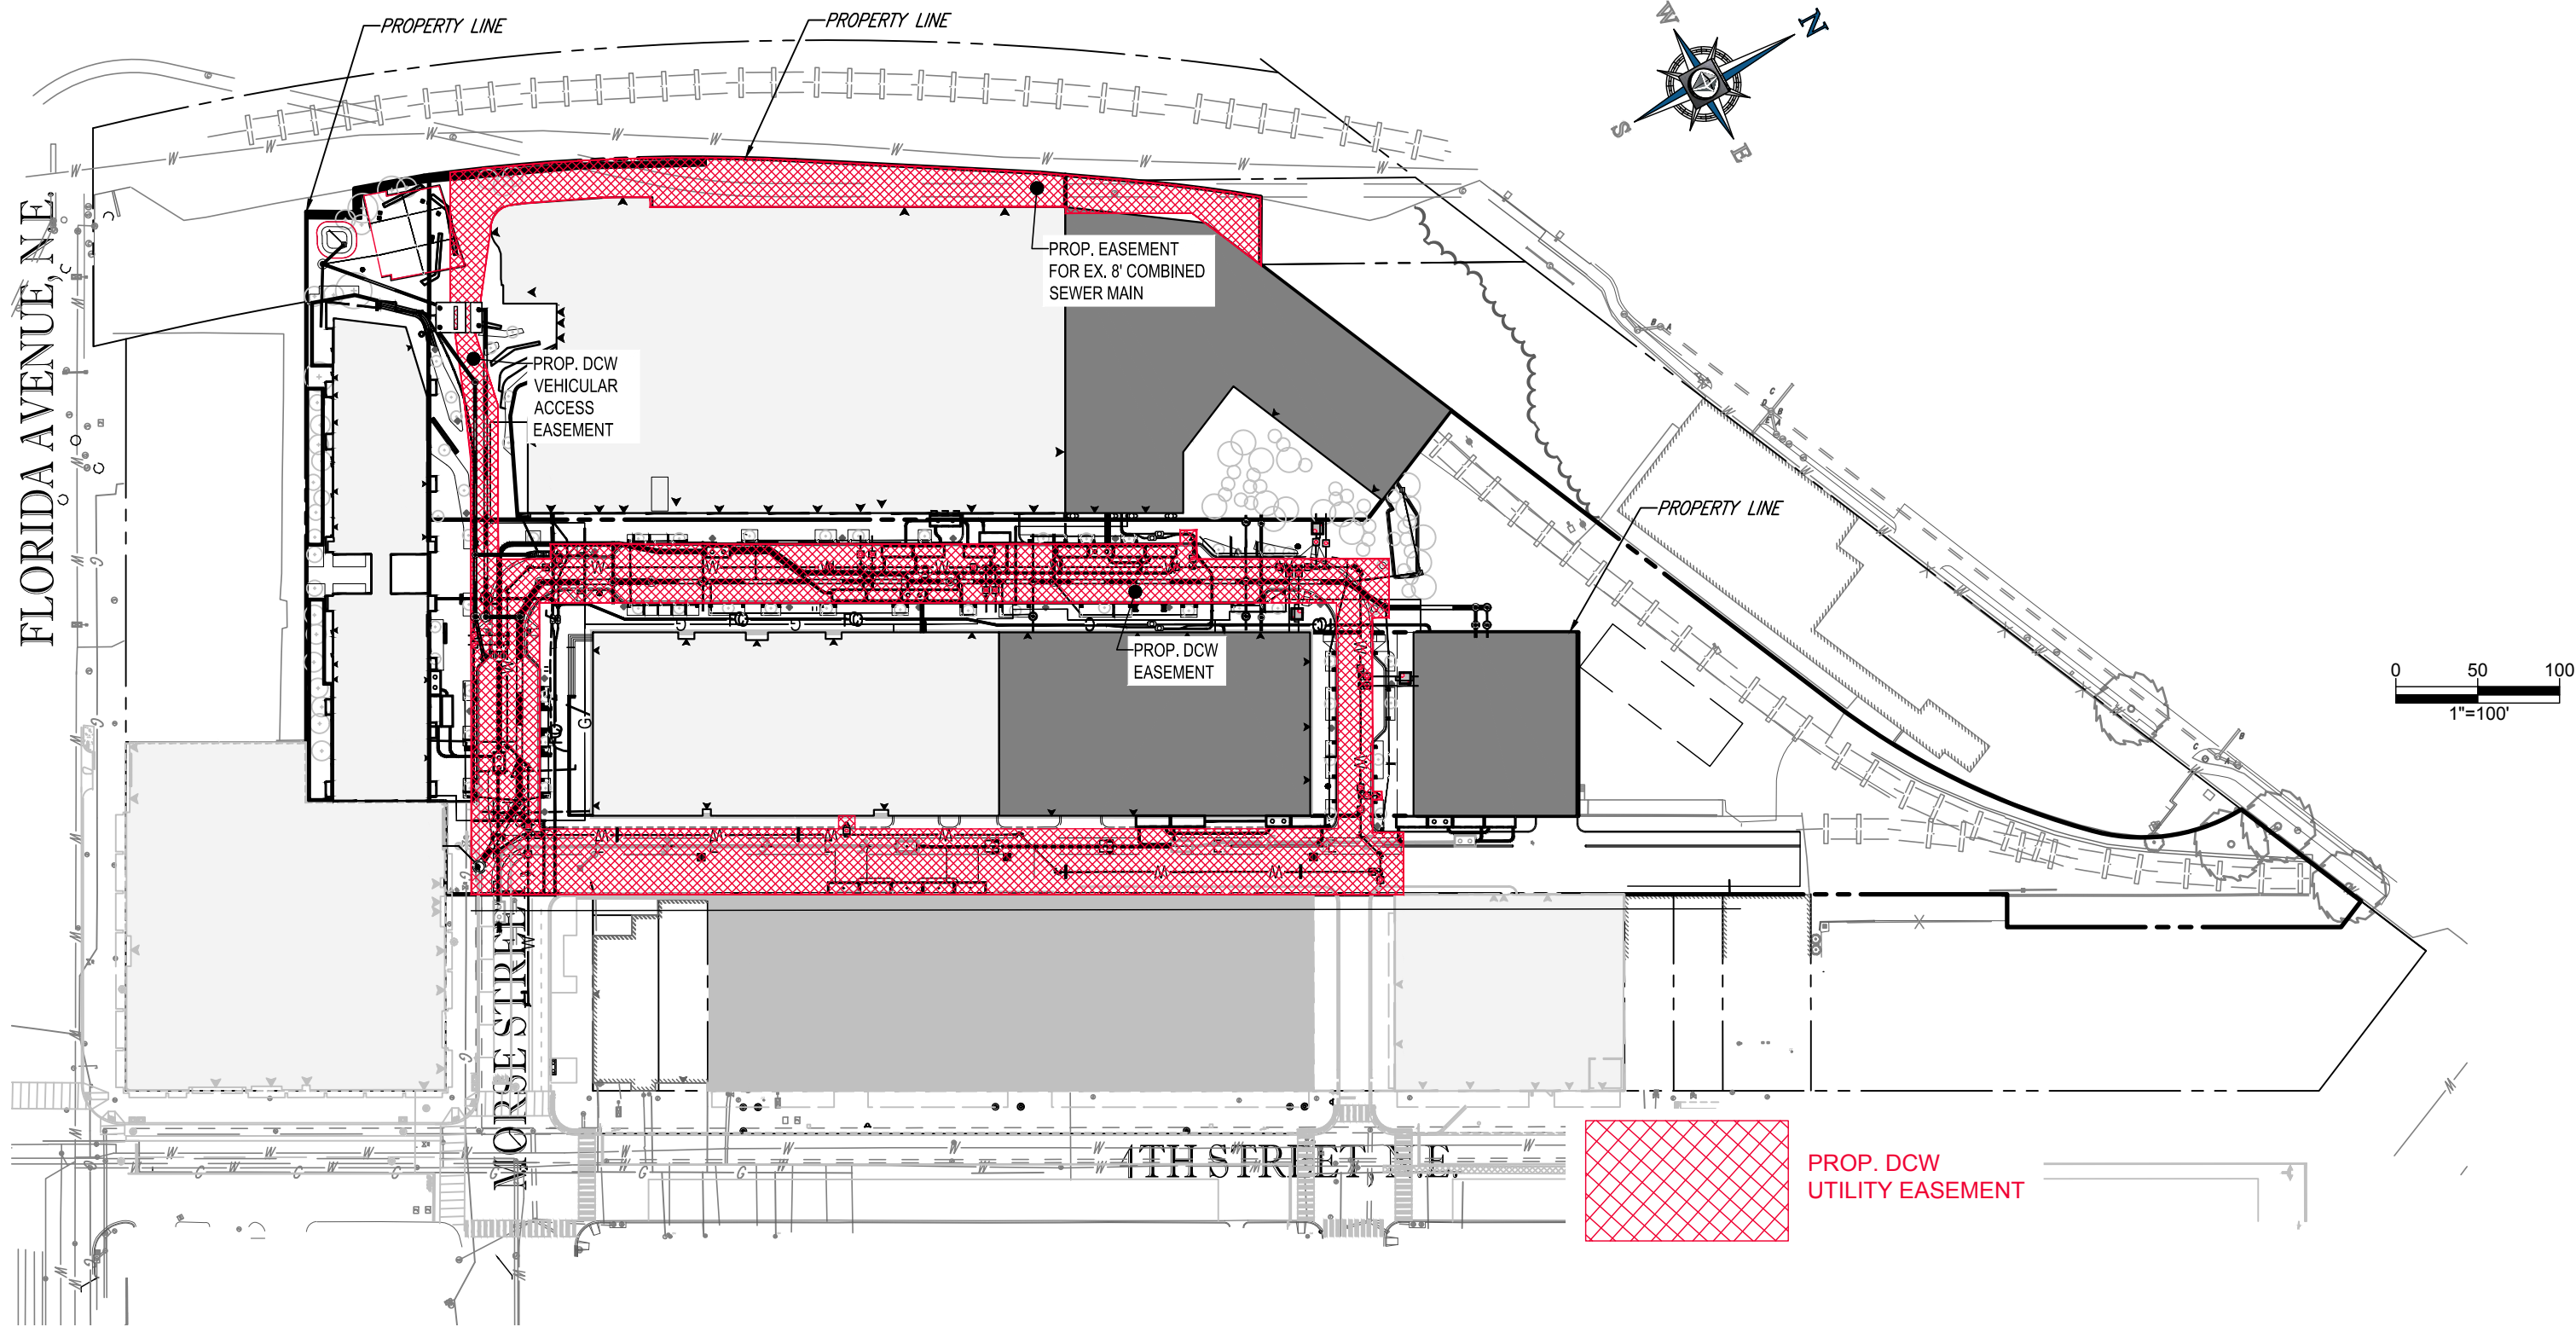 PROPERTY LINE
PROPERTY LINE
N
W
S
E
FLORIDA AVENUE, NE
PROP. EASEMENT
FOR EX. 8' COMBINED
SEWER MAIN
PROP. DCW
VEHICULAR
ACCESS
EASEMENT
PROPERTY LINE
PROP. DCW
EASEMENT
0 50 100
1"=100'
MORSE STREET
4TH STREET N.E.
PROP. DCW
UTILITY EASEMENT